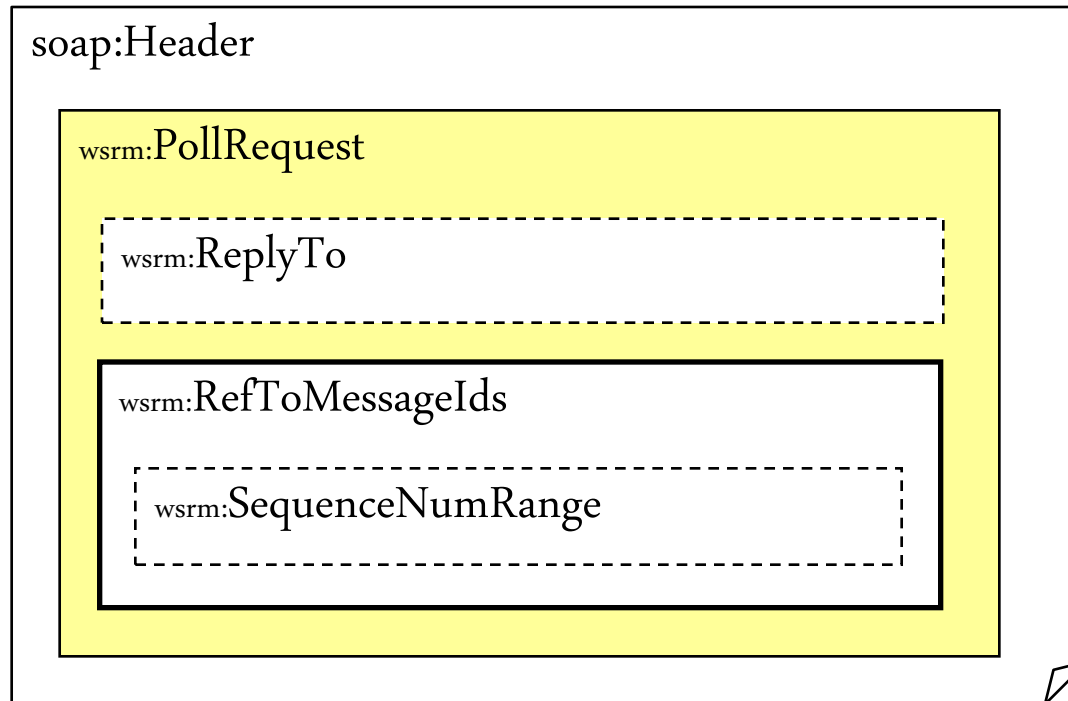 soap:Header
wsrm:PollRequest
wsrm:ReplyTo
wsrm:RefToMessageIds
wsrm:SequenceNumRange